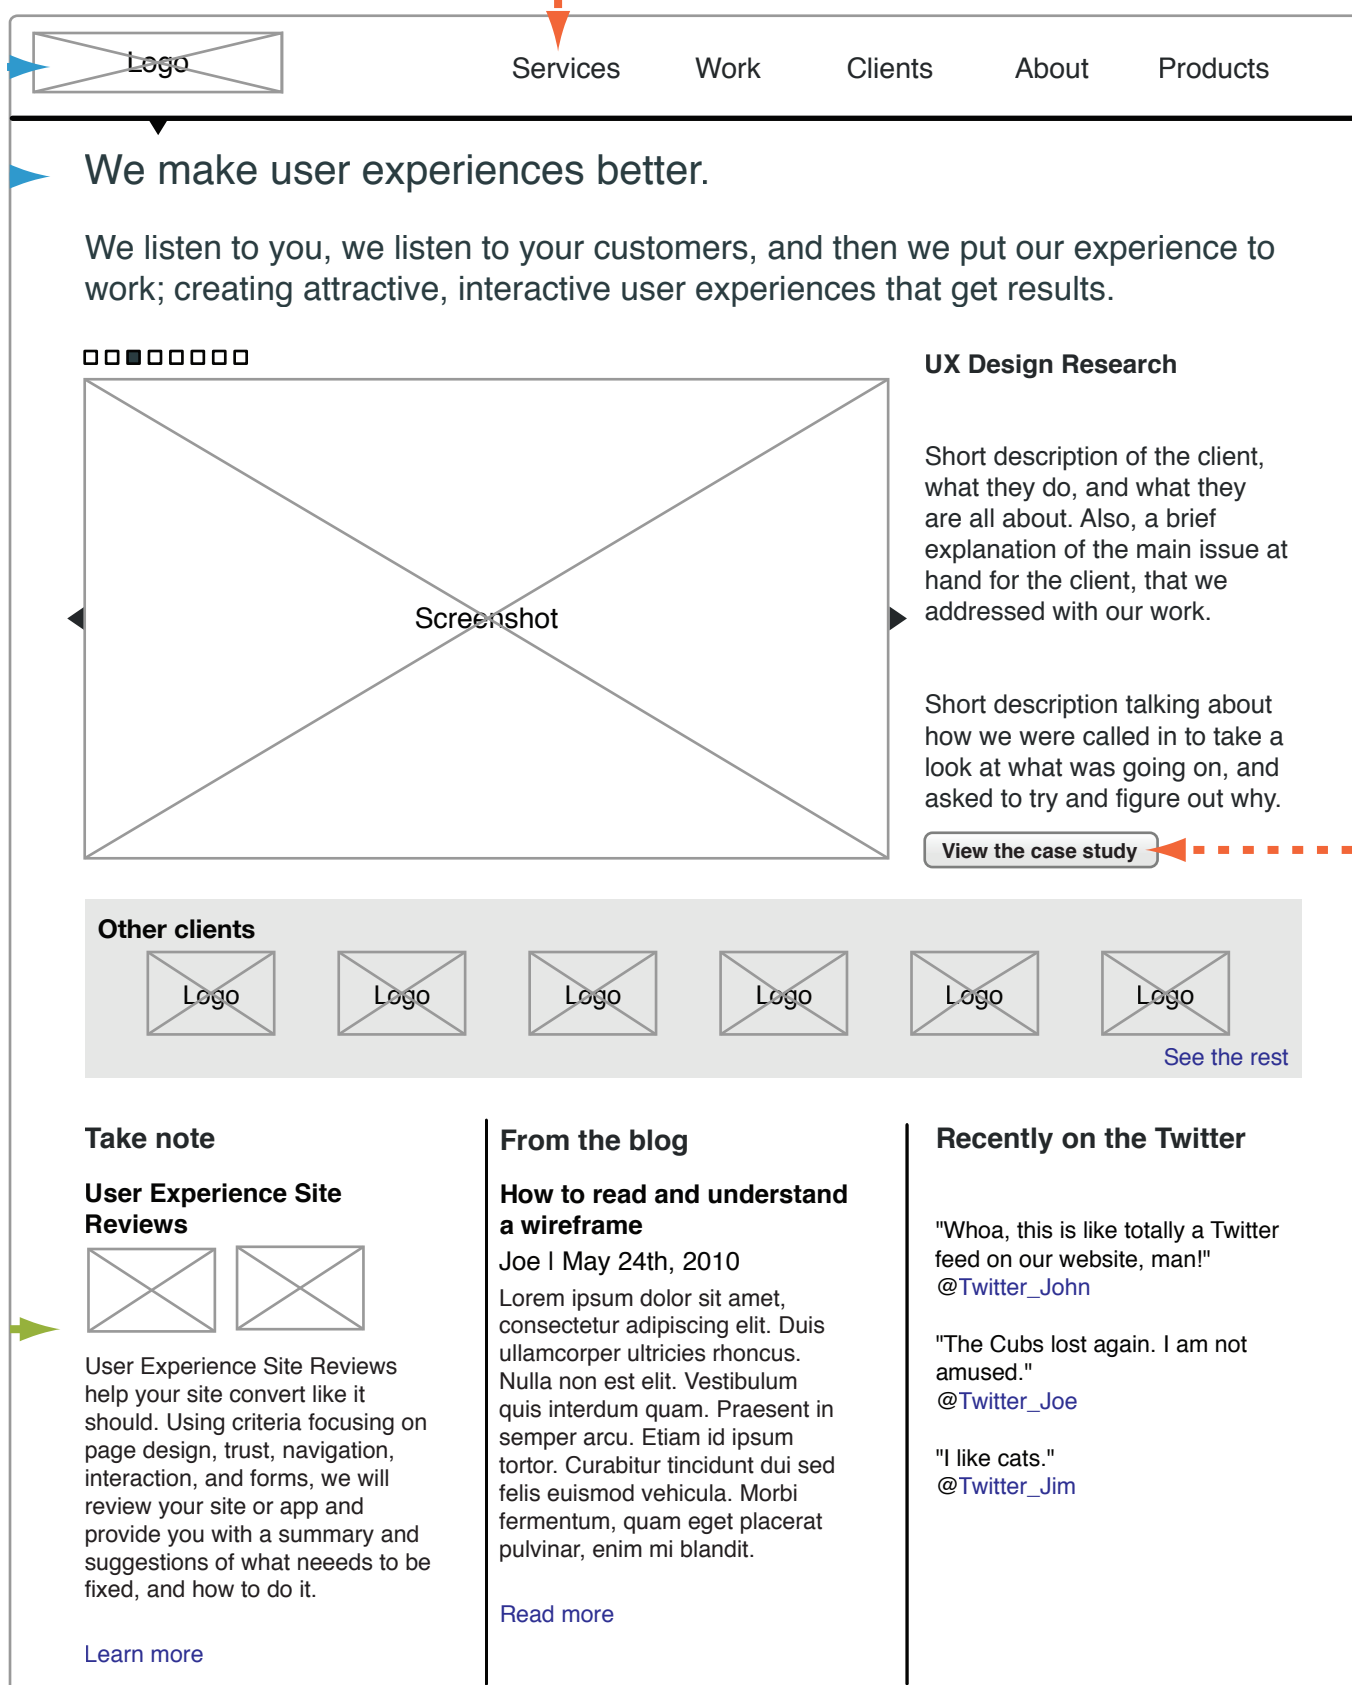 Logo
Services Work Clients About Products
We make user experiences better.
We listen to you, we listen to your customers, and then we put our experience to
work; creating attractive, interactive user experiences that get results.
Screenshot
UX Design Research
Short description of the client,
what they do, and what they
are all about. Also, a brief
explanation of the main issue at
hand for the client, that we
addressed with our work.
Short description talking about
how we were called in to take a
look at what was going on, and
asked to try and figure out why.
View the case study
Other clients
Logo Logo Logo Logo Logo Logo
See the rest
Take note
User Experience Site
Reviews
User Experience Site Reviews
help your site convert like it
should. Using criteria focusing on
page design, trust, navigation,
interaction, and forms, we will
review your site or app and
provide you with a summary and
suggestions of what neeeds to be
fixed, and how to do it.
Learn more
From the blog
How to read and understand
a wireframe
Joe | May 24th, 2010
Lorem ipsum dolor sit amet,
consectetur adipiscing elit. Duis
ullamcorper ultricies rhoncus.
Nulla non est elit. Vestibulum
quis interdum quam. Praesent in
semper arcu. Etiam id ipsum
tortor. Curabitur tincidunt dui sed
felis euismod vehicula. Morbi
fermentum, quam eget placerat
pulvinar, enim mi blandit.
Read more
Recently on the Twitter
"Whoa, this is like totally a Twitter
feed on our website, man!"
@Twitter_John
"The Cubs lost again. I am not
amused."
@Twitter_Joe
"I like cats."
@Twitter_Jim